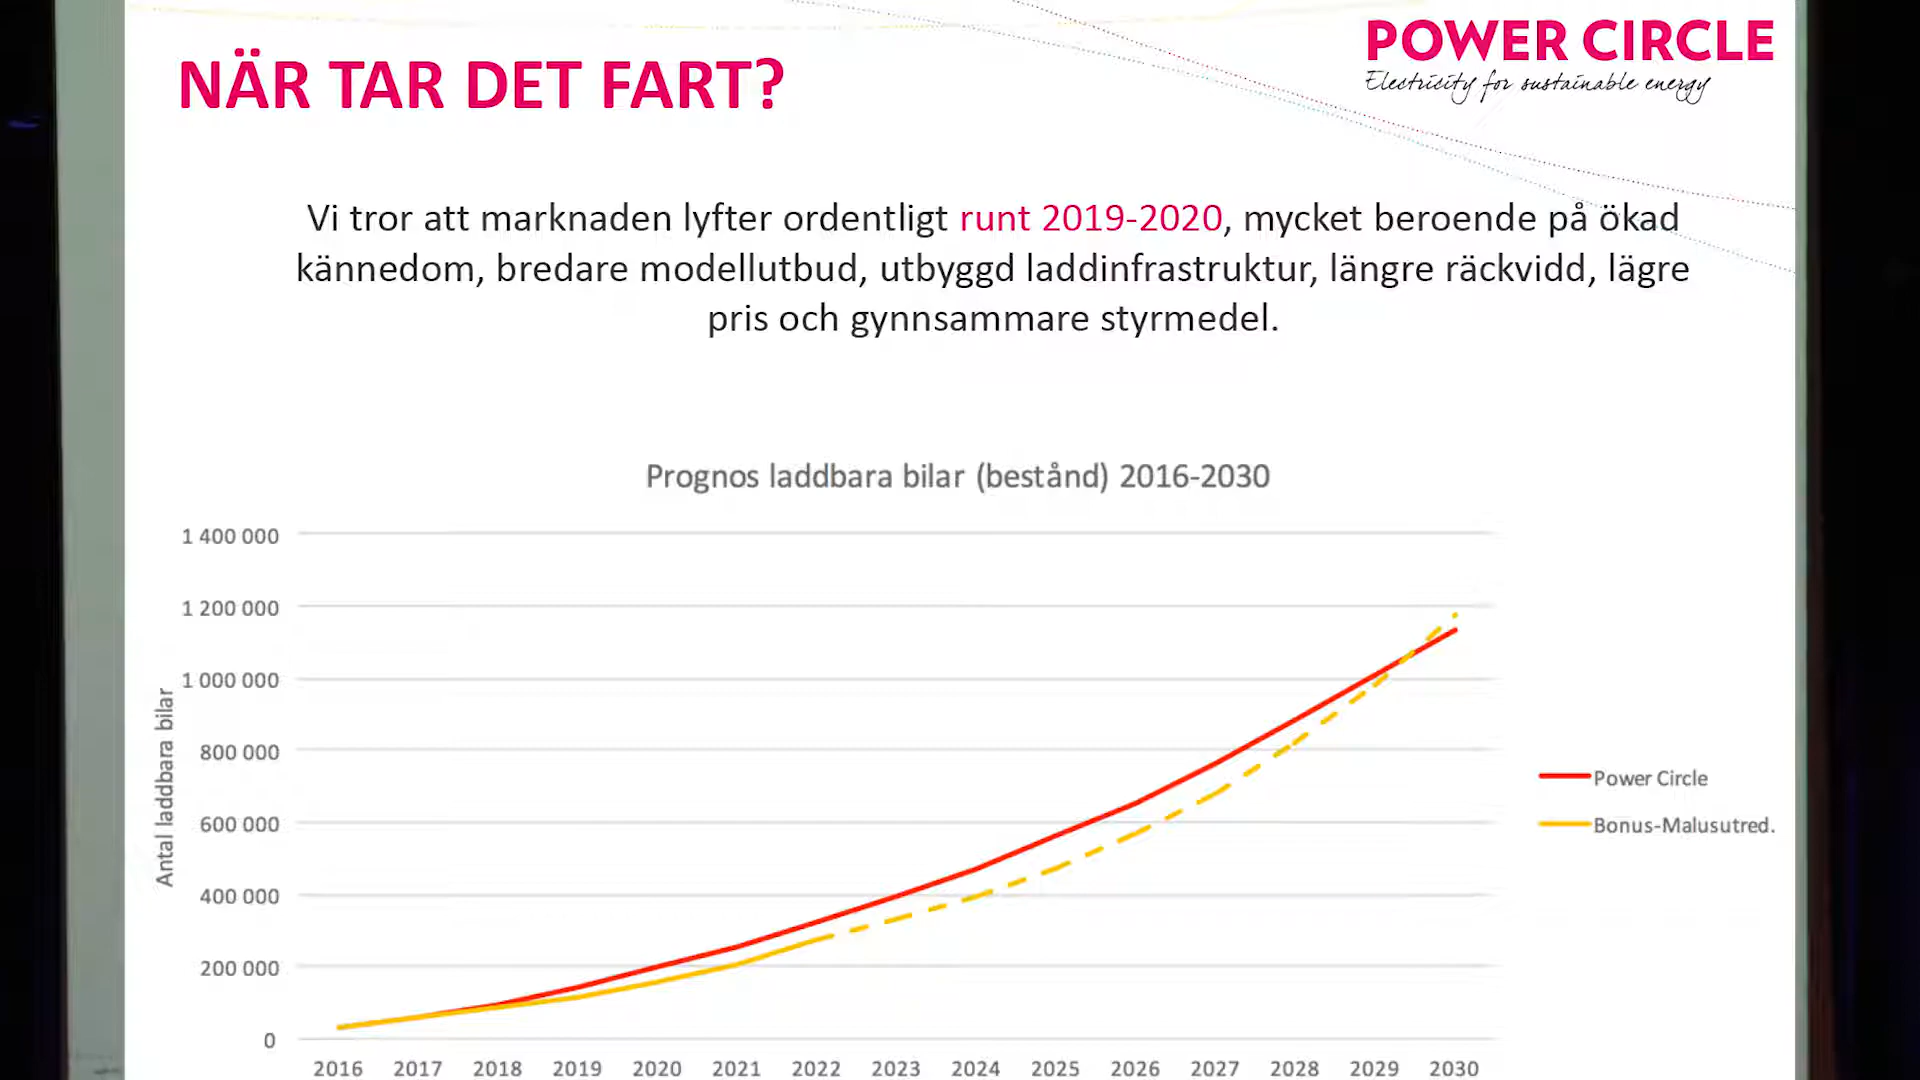 POWER CIRCLE
Electricity for sustainable energy
NÄR TAR DET FART?
Vi tror att marknaden lyfter ordentligt runt 2019-2020, mycket beroende på ökad
kännedom, bredare modellutbud, utbyggd laddinfrastruktur, längre räckvidd, lägre
pris och gynnsammare styrmedel.
Prognos laddbara bilar (bestånd) 2016-2030
Antal laddbara bilar
1 400 000
1 200 000
1 000 000
800 000
600 000
400 000
200 000
0
2016 2017 2018 2019 2020 2021 2022 2023 2024 2025 2026 2027 2028 2029 2030
Power Circle
Bonus-Malusutred.